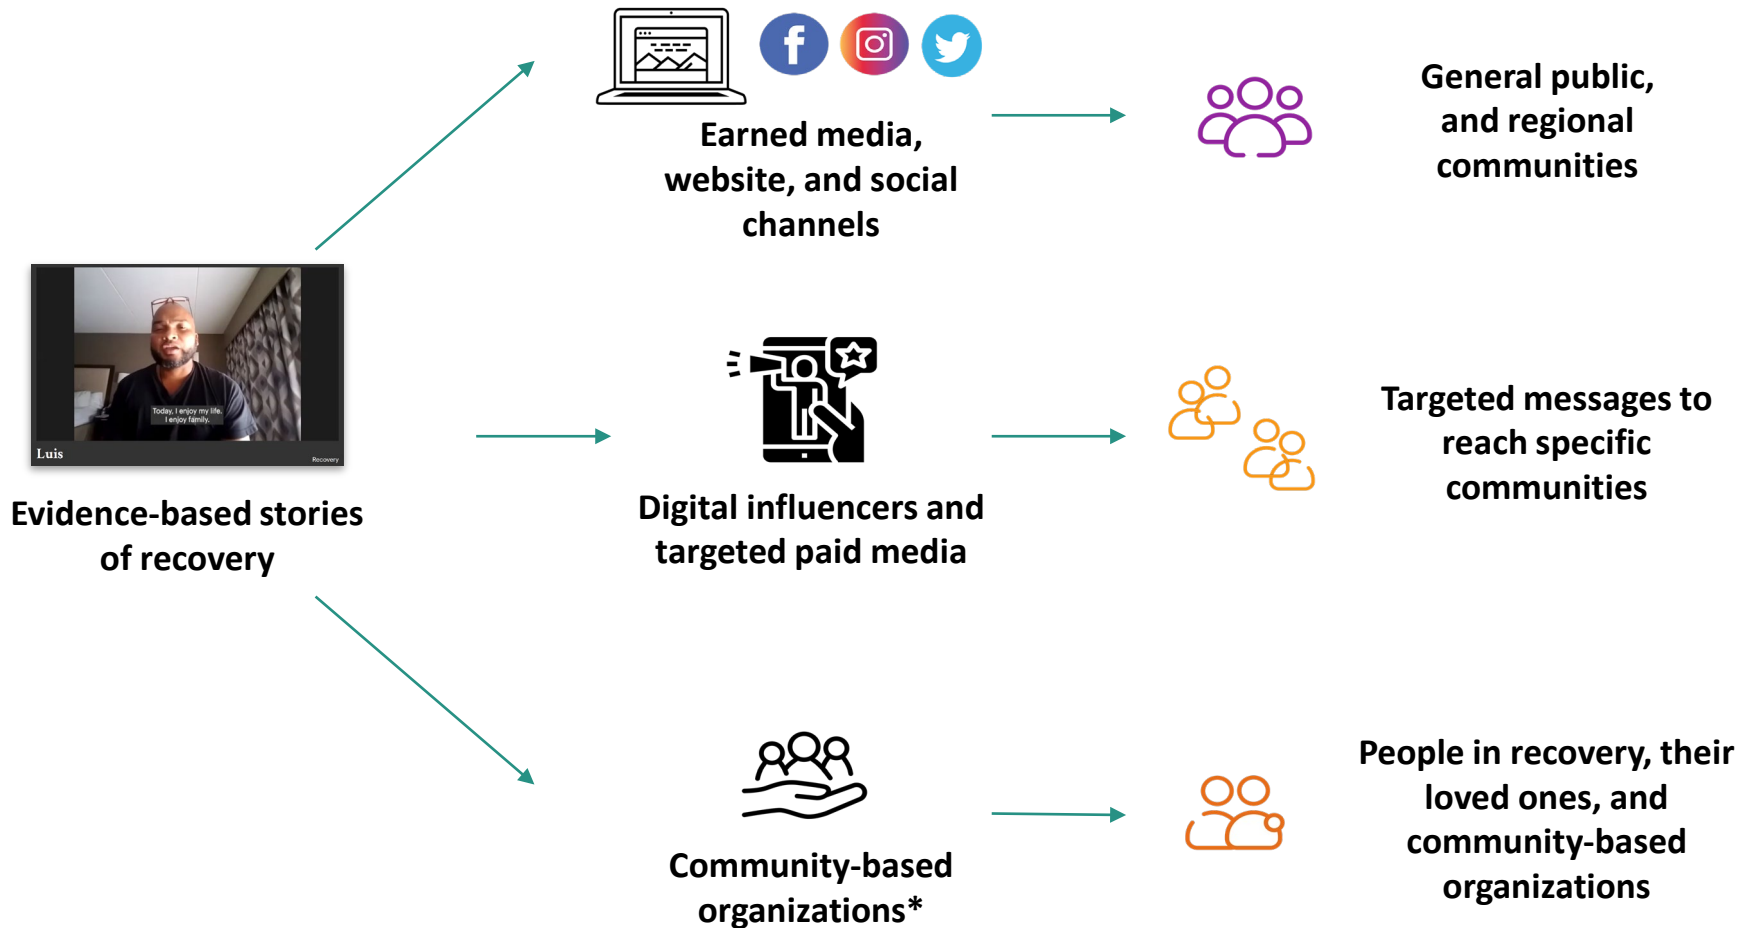 Earned media,
website, and social
channels
General public,
and regional
communities
Today, I enjoy my life.
I enjoy family.
Luis
Recovery
Evidence-based stories
of recovery
Digital influencers and
targeted paid media
Targeted messages to
reach specific
communities
Community-based
organizations*
People in recovery, their
loved ones, and
community-based
organizations